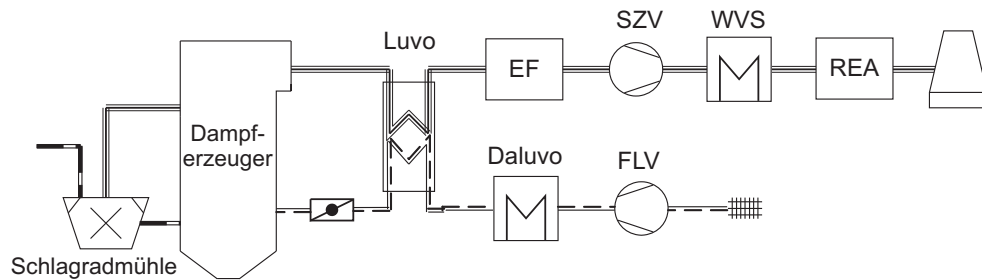 SZV
WVS
Luvo
EF
REA
Dampf-
erzeuger
Daluvo
FLV
Schlagradmühle